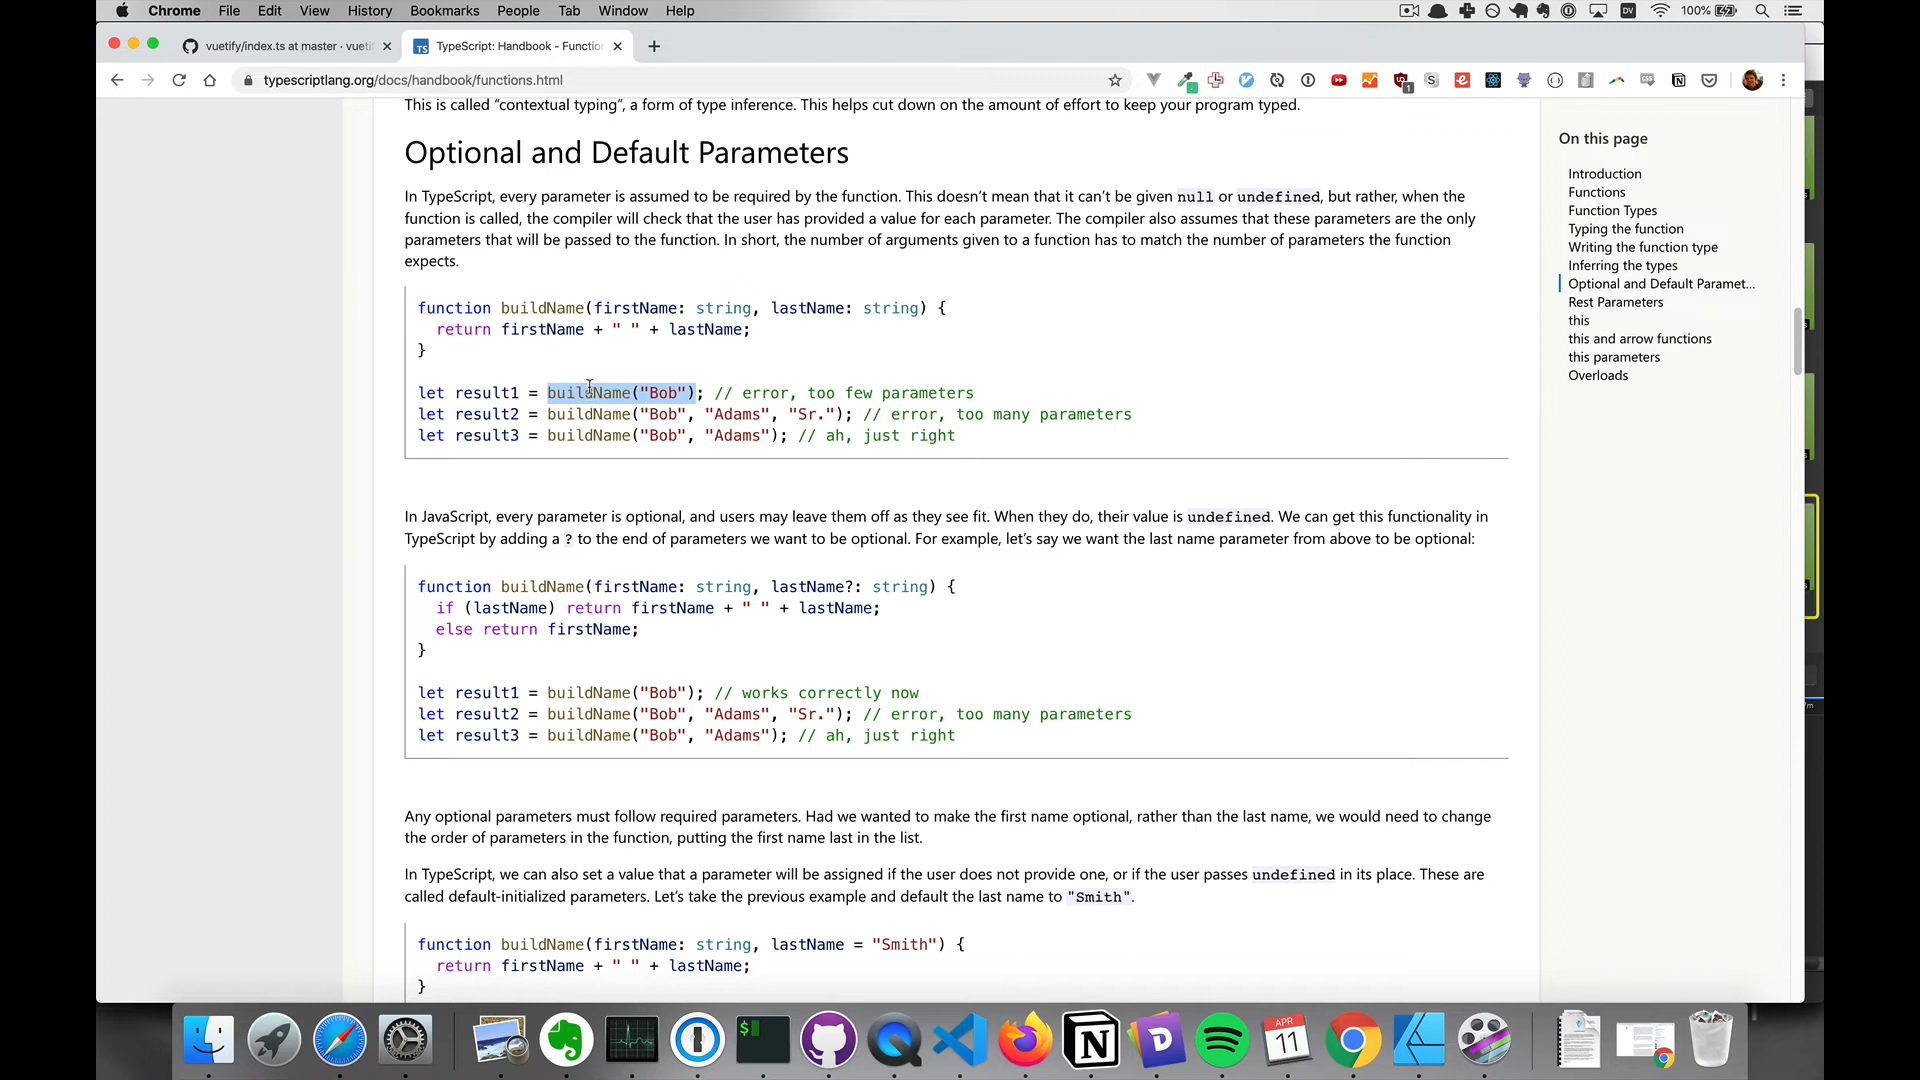 Chrome File Edit View History Bookmarks People Tab Window Help
100%
vuetify/index.ts at master · vueti
TypeScript: Handbook - Functio
typescriptlang.org/docs/handbook/functions.html
This is called “contextual typing”, a form of type inference. This helps cut down on the amount of effort to keep your program typed.
Optional and Default Parameters
In TypeScript, every parameter is assumed to be required by the function. This doesn’t mean that it can’t be given null or undefined, but rather, when the
function is called, the compiler will check that the user has provided a value for each parameter. The compiler also assumes that these parameters are the only
parameters that will be passed to the function. In short, the number of arguments given to a function has to match the number of parameters the function
expects.
function buildName(firstName: string, lastName: string) {
return firstName + " " + lastName;
}
let result1 = buildName("Bob"); // error, too few parameters
let result2 = buildName("Bob", "Adams", "Sr."); // error, too many parameters
let result3 = buildName("Bob", "Adams"); // ah, just right
In JavaScript, every parameter is optional, and users may leave them off as they see fit. When they do, their value is undefined. We can get this functionality in
TypeScript by adding a ? to the end of parameters we want to be optional. For example, let’s say we want the last name parameter from above to be optional:
function buildName(firstName: string, lastName?: string) {
if (lastName) return firstName + " " + lastName;
else return firstName;
}
let result1 = buildName("Bob"); // works correctly now
let result2 = buildName("Bob", "Adams", "Sr."); // error, too many parameters
let result3 = buildName("Bob", "Adams"); // ah, just right
Any optional parameters must follow required parameters. Had we wanted to make the first name optional, rather than the last name, we would need to change
the order of parameters in the function, putting the first name last in the list.
In TypeScript, we can also set a value that a parameter will be assigned if the user does not provide one, or if the user passes undefined in its place. These are
called default-initialized parameters. Let’s take the previous example and default the last name to "Smith".
function buildName(firstName: string, lastName = "Smith") {
return firstName + " " + lastName;
}
On this page
Introduction
Functions
Function Types
Typing the function
Writing the function type
Inferring the types
Optional and Default Paramet...
Rest Parameters
this
this and arrow functions
this parameters
Overloads
APR
11